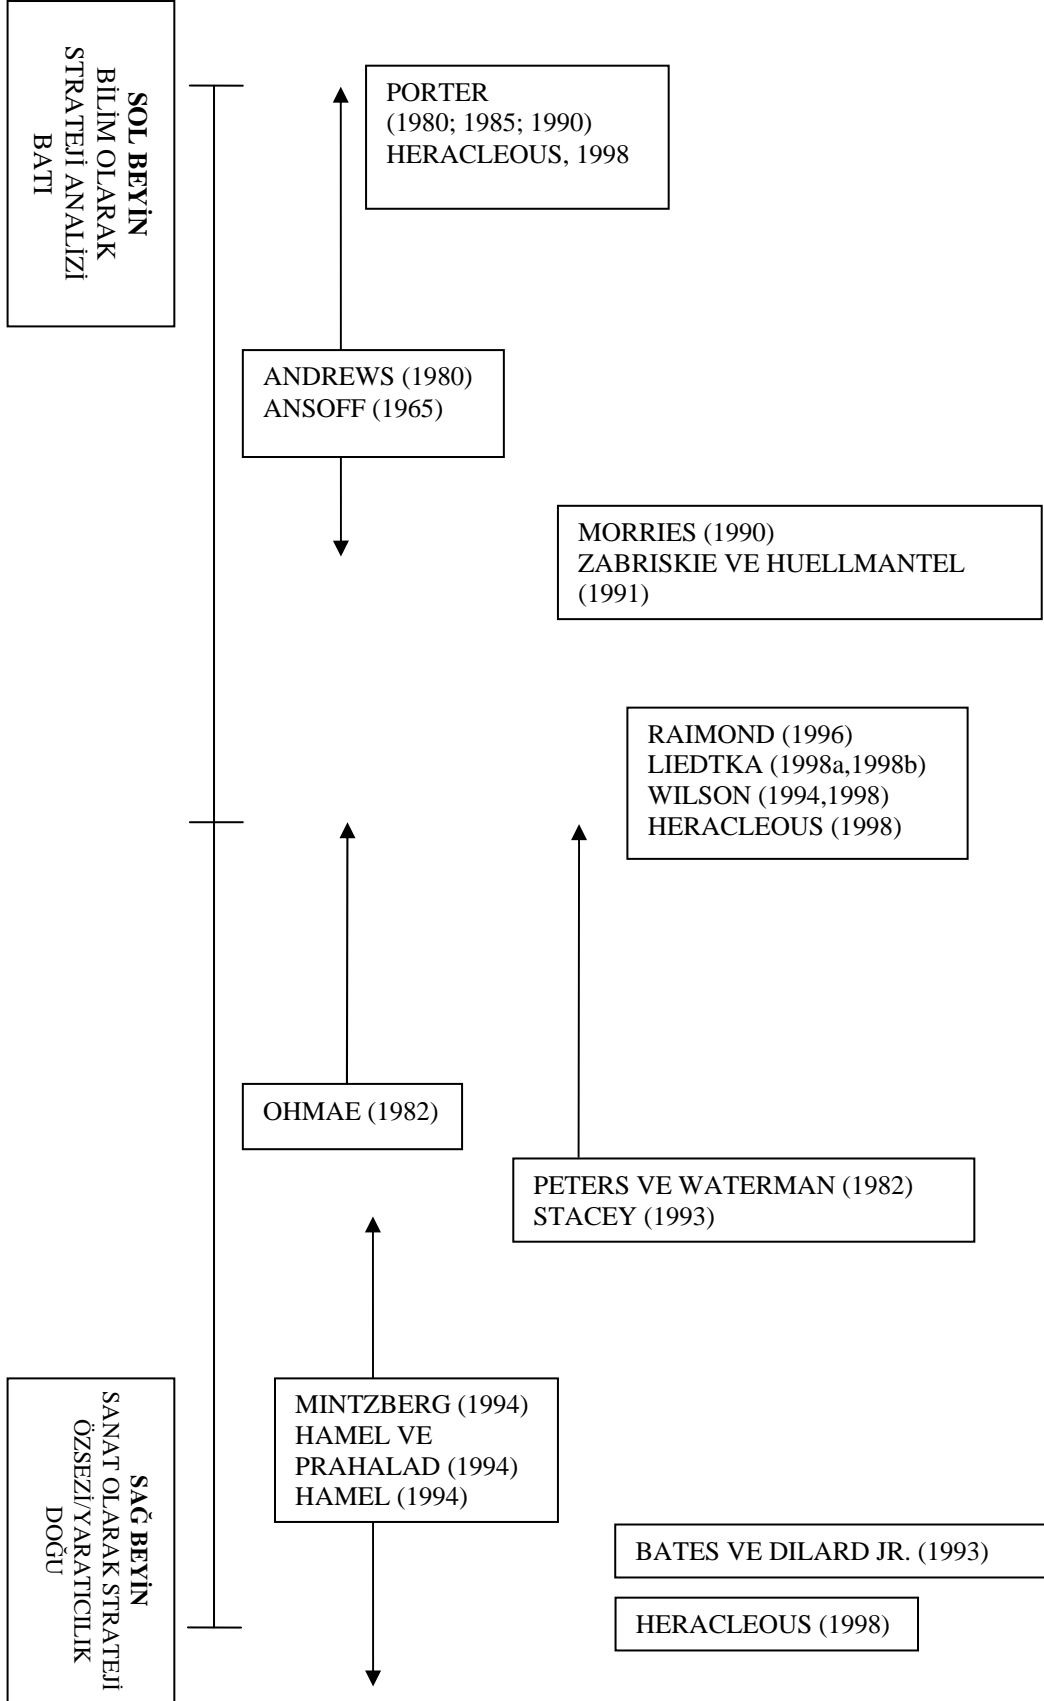 SOL BEYİN
BİLİM OLARAK
STRATEJİ ANALİZİ
BATI
PORTER
(1980; 1985; 1990)
HERACLEOUS, 1998
ANDREWS (1980)
ANSOFF (1965)
MORRIES (1990)
ZABRISKIE VE HUELLMANTEL
(1991)
RAIMOND (1996)
LIEDTKA (1998a,1998b)
WILSON (1994,1998)
HERACLEOUS (1998)
OHMAE (1982)
PETERS VE WATERMAN (1982)
STACEY (1993)
SAĞ BEYİN
SANAT OLARAK STRATEJİ
ÖZSEZİ/YARATICILIK
DOĞU
MINTZBERG (1994)
HAMEL VE
PRAHALAD (1994)
HAMEL (1994)
BATES VE DILARD JR. (1993)
HERACLEOUS (1998)